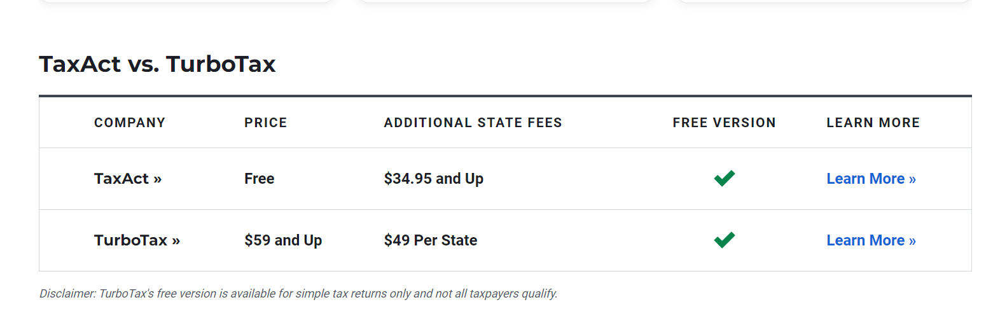 TaxAct vs. TurboTax
COMPANY PRICE ADDITIONAL STATE FEES FREE VERSION LEARN MORE
TaxAct » Free $34.95 and Up Learn More »
TurboTax » $59 and Up $49 Per State Learn More »
Disclaimer: TurboTax's free version is available for simple tax returns only and not all taxpayers qualify.